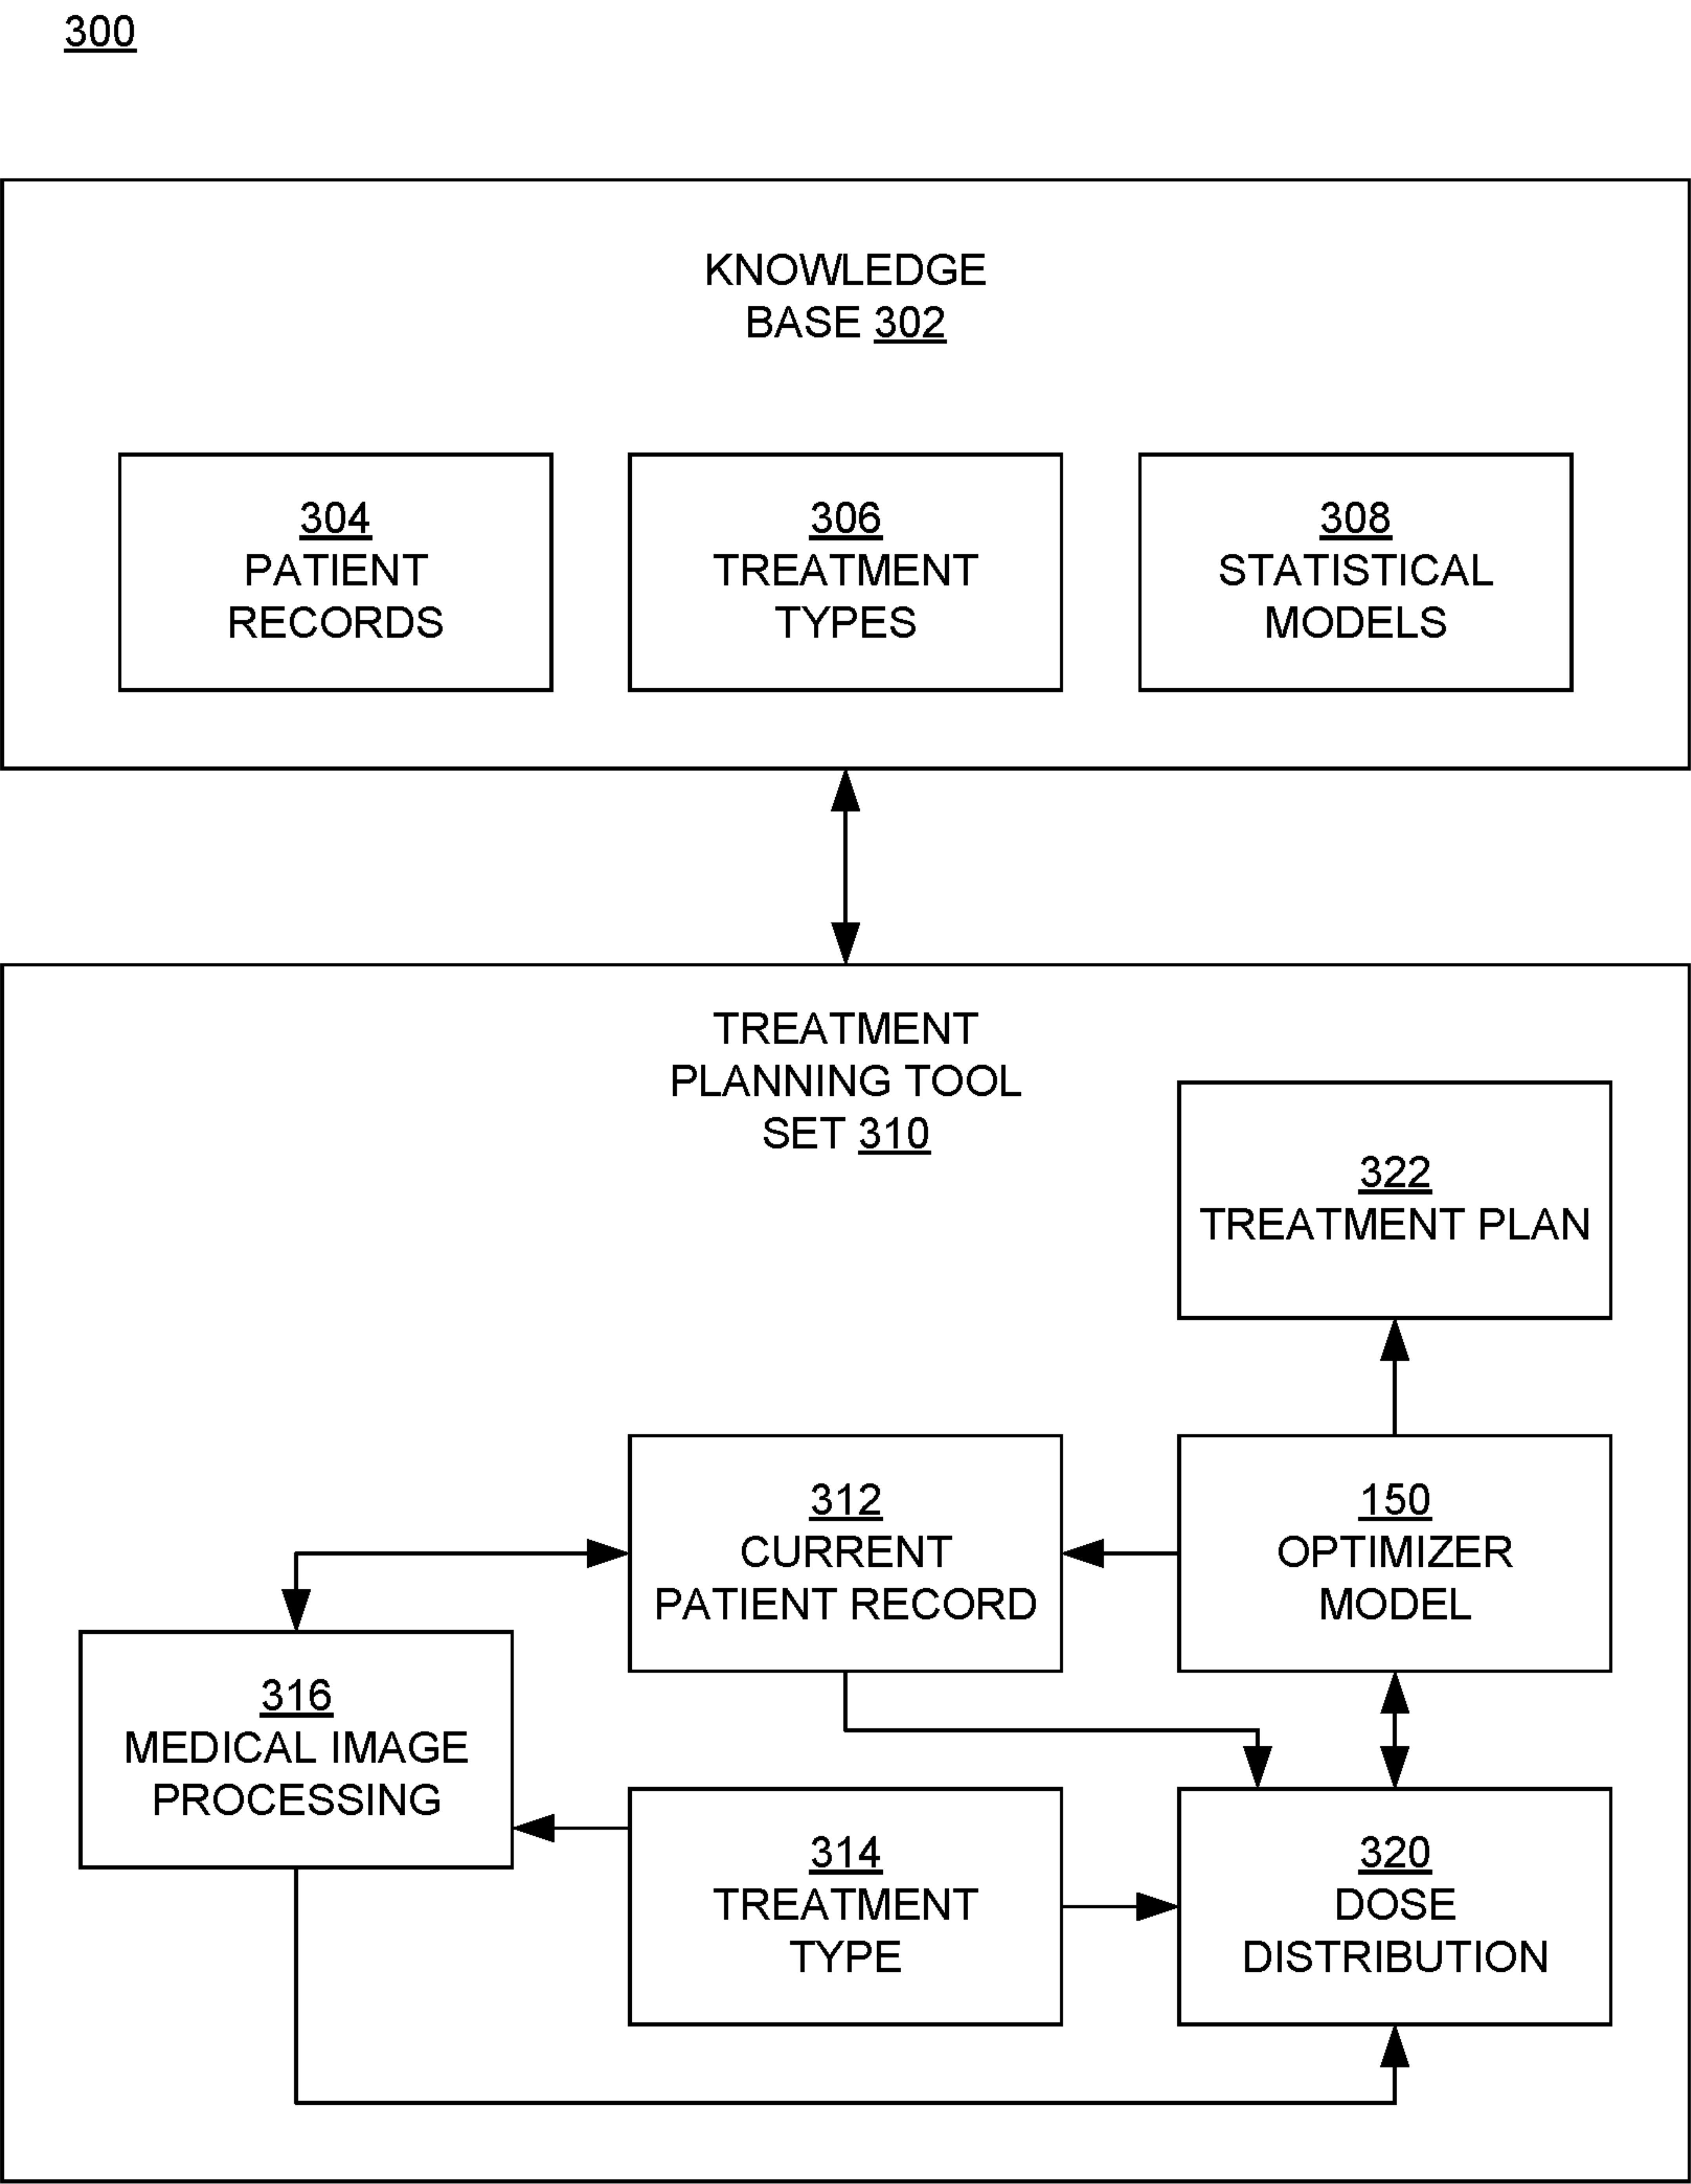 300
KNOWLEDGE
BASE 302
304
PATIENT
RECORDS
306
TREATMENT
TYPES
308
STATISTICAL
MODELS
TREATMENT
PLANNING TOOL
SET 310
322
TREATMENT PLAN
312
CURRENT
PATIENT RECORD
150
OPTIMIZER
MODEL
316
MEDICAL IMAGE
PROCESSING
314
TREATMENT
TYPE
320
DOSE
DISTRIBUTION